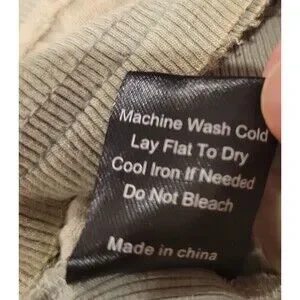 Machine Wash Cold
Lay Flat To Dry
Cool Iron If Needed
Do Not Bleach
Made in china